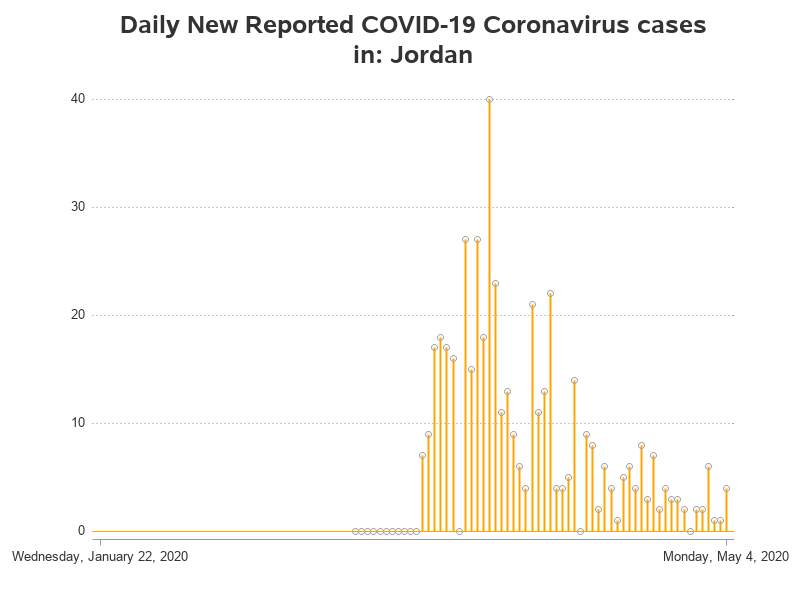 Daily New Reported COVID-19 Coronavirus cases
in: Jordan
40
30
20
10
0
Wednesday, January 22, 2020
Monday, May 4, 2020